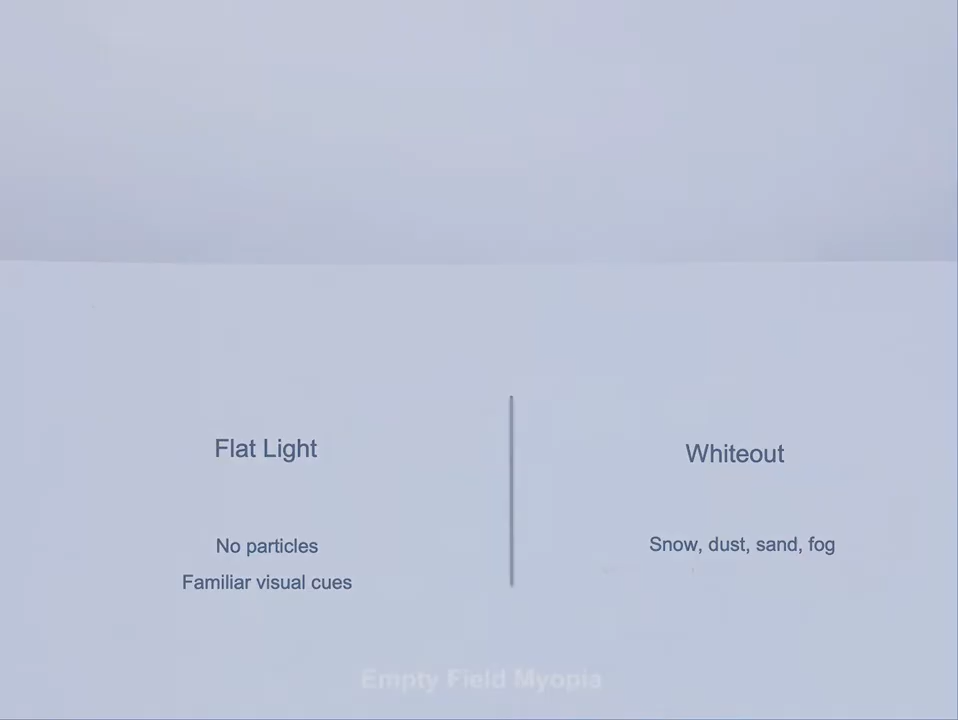 Flat Light
No particles
Familiar visual cues
Whiteout
Snow, dust, sand, fog
Empty Field Myopia